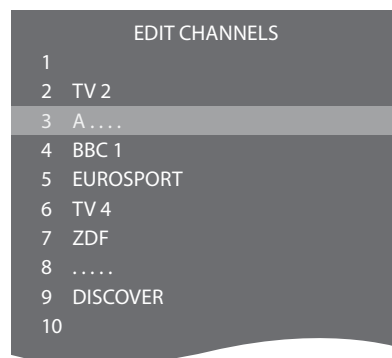 EDIT CHANNELS
1
2 TV 2
3 A . . . .
4 BBC 1
5 EUROSPORT
6 TV 4
7 ZDF
8 . . . . .
9 DISCOVER
10